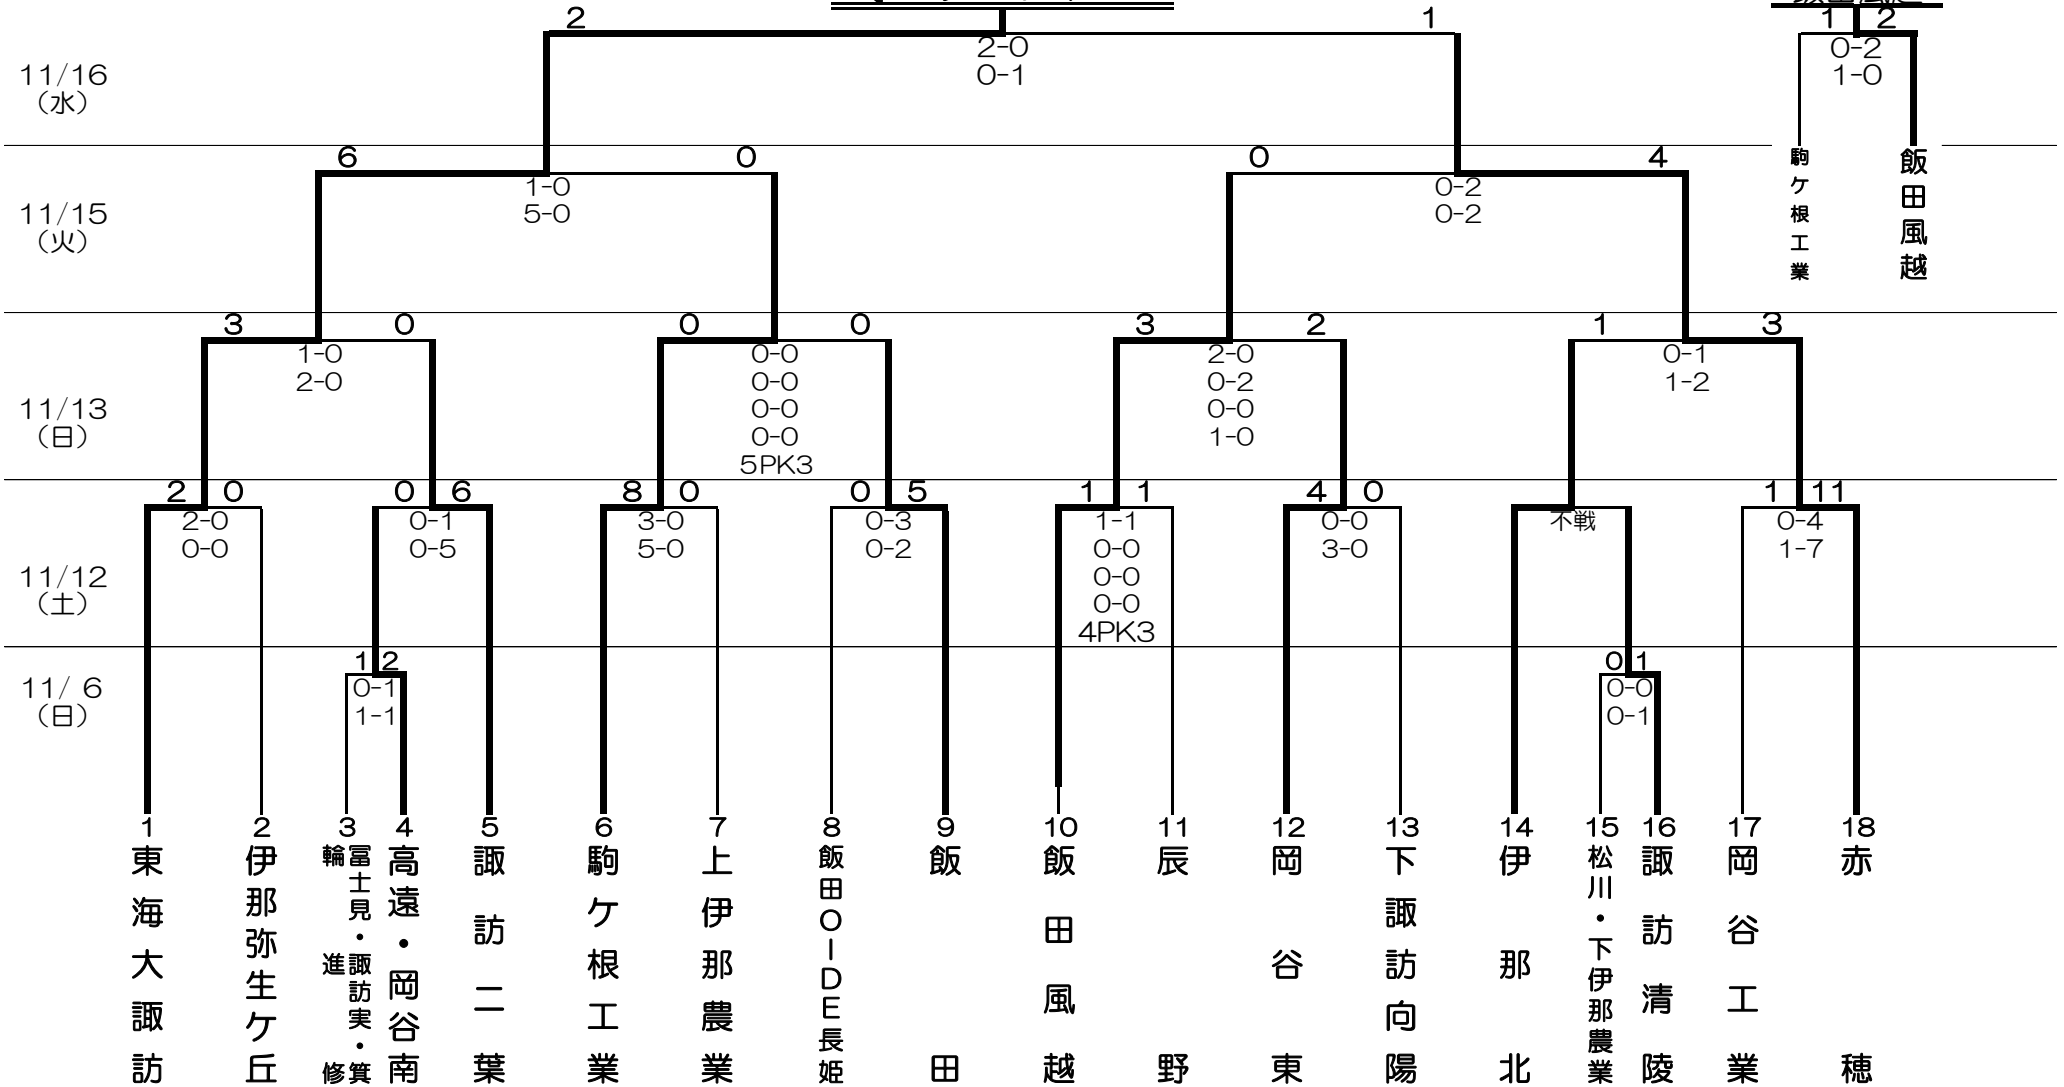 2 1 1 2
2-0 0-2
0-1 1-0
11/16
(水)
駒ケ根工業
飯田風越
6 0 0 4
1-0 0-2
5-0 0-2
11/15
(火)
3 0 0 0 3 2 1 3
1-0 0-0 2-0 0-1
2-0 0-0 0-2 1-2
0-0 0-0
0-0 1-0
5PK3
11/13
(日)
2 0 0 6 8 0 0 5 1 1 4 0 1 11
2-0 0-1 3-0 0-3 1-1 0-0 不戦 0-4
0-0 0-5 5-0 0-2 0-0 3-0 1-7
0-0
0-0
4PK3
11/12
(土)
1 2 0 1
0-1 0-0
1-1 0-1
11/ 6
(日)
1 2 3 4 5 6 7 8 9 10 11 12 13 14 15 16 17 18
東海大諏訪
伊那弥生ケ丘
冨士見・諏訪実・箕
輪進修
高遠・岡谷南
諏訪二葉
駒ケ根工業
上伊那農業
飯田OIDE長姫
飯田
飯田風越
辰野
岡谷東
下諏訪向陽
伊那北
松川・下伊那農業
諏訪清陵
岡谷工業
赤穂